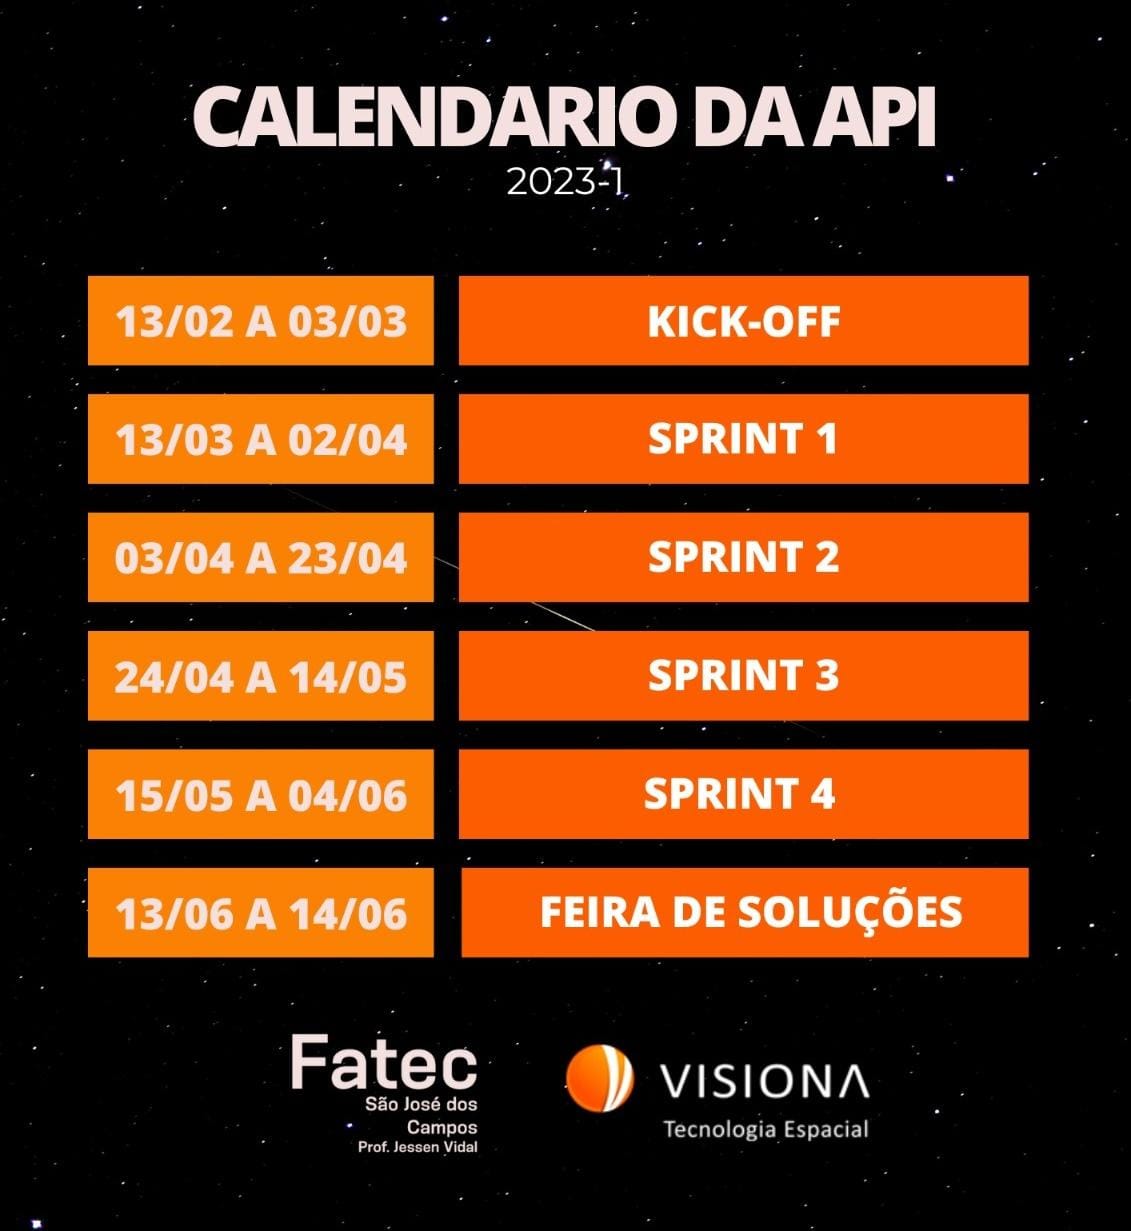 CALENDARIO DA API
2023-1
13/02 A 03/03
KICK-OFF
13/03 A 02/04
SPRINT 1
03/04 A 23/04
SPRINT 2
24/04 A 14/05
SPRINT 3
15/05 A 04/06
SPRINT 4
13/06 A 14/06
FEIRA DE SOLUÇÕES
Fatec
São José dos
Campos
Prof. Jessen Vidal
VISIONA
Tecnologia Espacial